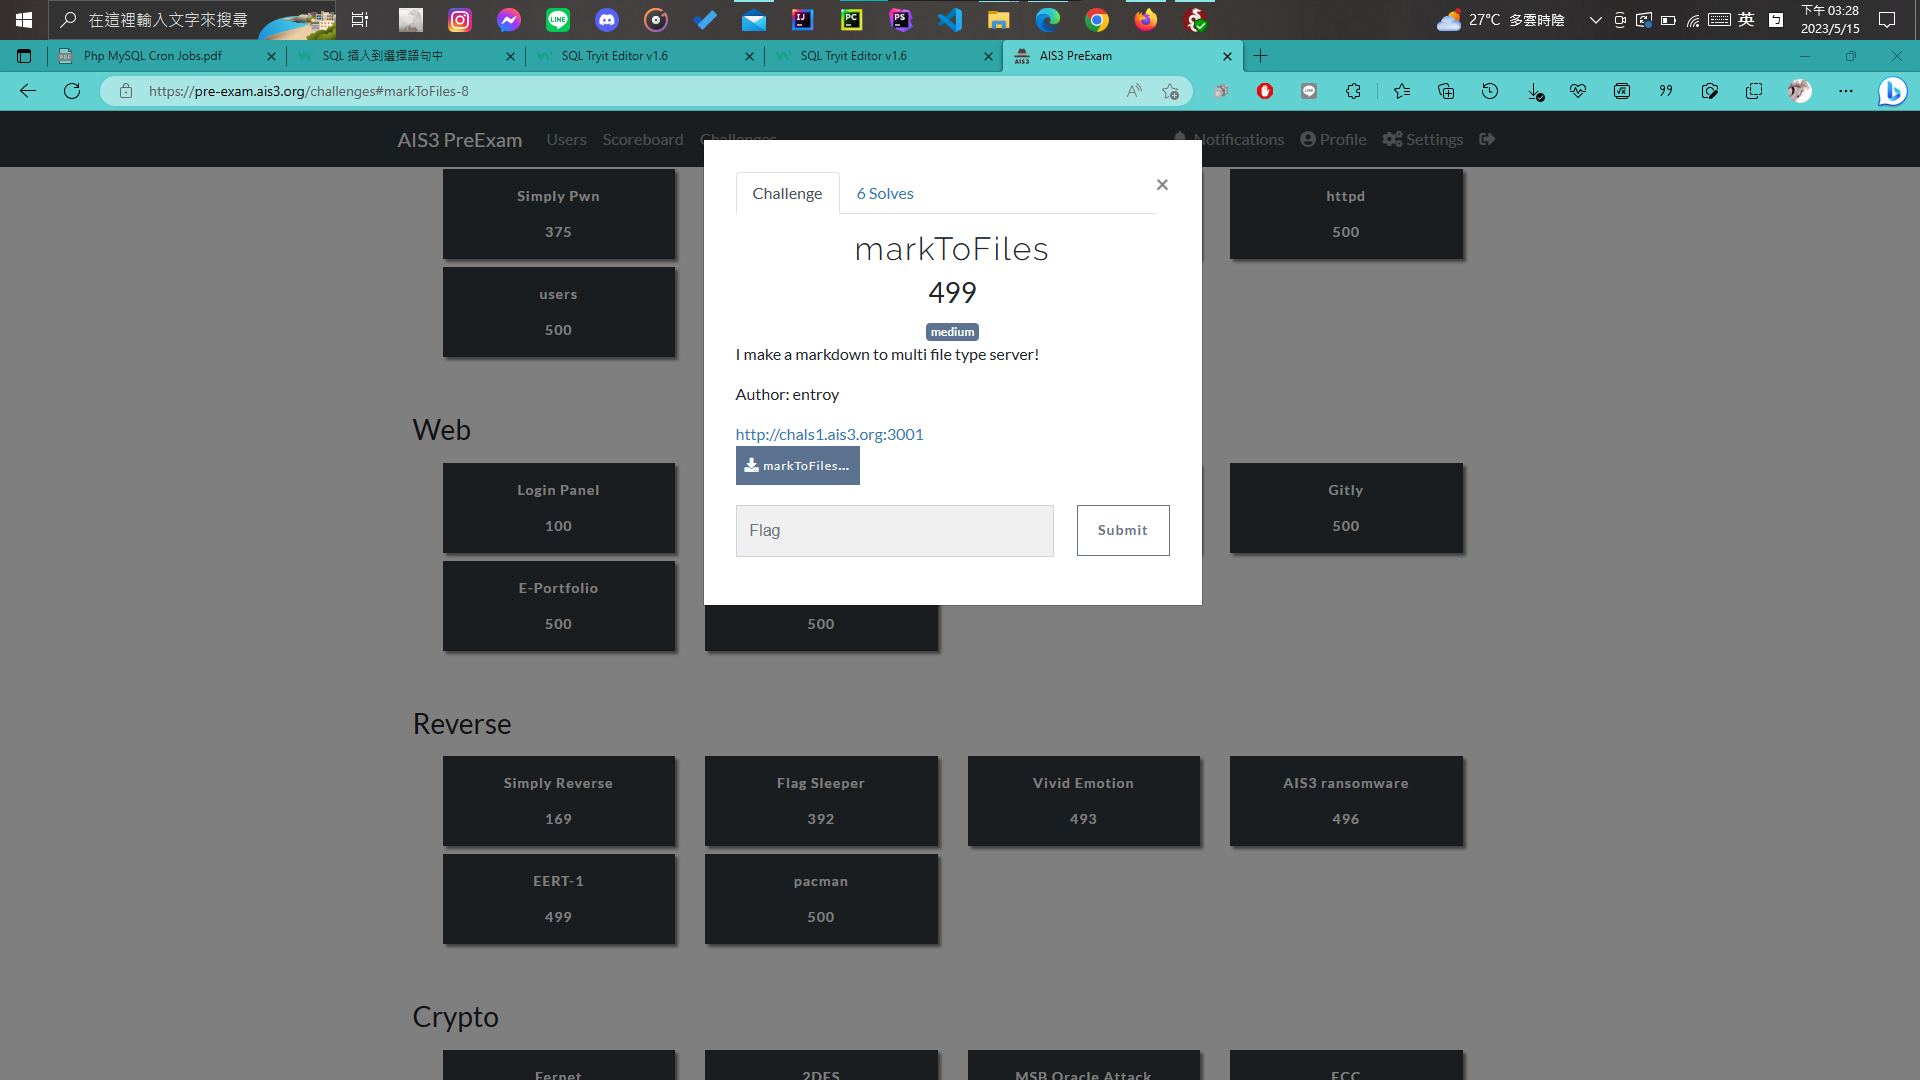 在這裡輸入文字來搜尋
27°C 多雲時陰
英
下午 03:28
2023/5/15
Php MySQL Cron Jobs.pdf
SQL 插入到選擇語句中
SQL Tryit Editor v1.6
SQL Tryit Editor v1.6
AIS3 PreExam
https://pre-exam.ais3.org/challenges#markToFiles-8
AIS3 PreExam
Users
Scoreboard
Challenges
Notifications
Profile
Settings
Challenge
6 Solves
×
markToFiles
499
medium
I make a markdown to multi file type server!
Author: entroy
http://chals1.ais3.org:3001
markToFiles...
Flag
Submit
Simply Pwn
375
httpd
500
users
500
Web
Login Panel
100
Gitly
500
E-Portfolio
500
500
Reverse
Simply Reverse
169
Flag Sleeper
392
Vivid Emotion
493
AIS3 ransomware
496
EERT-1
499
pacman
500
Crypto
Fernet
2DES
MSB Oracle Attack
ECC